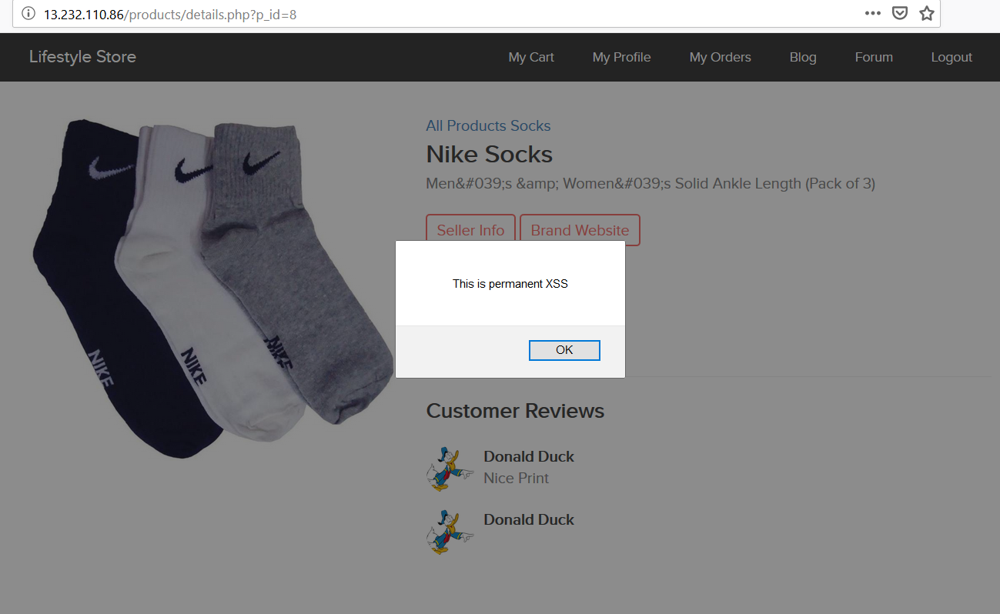 13.232.110.86/products/details.php?p_id=8
Lifestyle Store My Cart My Profile My Orders Blog Forum Logout
All Products Socks
Nike Socks
Men&#039;s &amp; Women&#039;s Solid Ankle Length (Pack of 3)
Seller Info Brand Website
This is permanent XSS
OK
NIKE
NIKE
NIKE
Customer Reviews
Donald Duck
Nice Print
Donald Duck